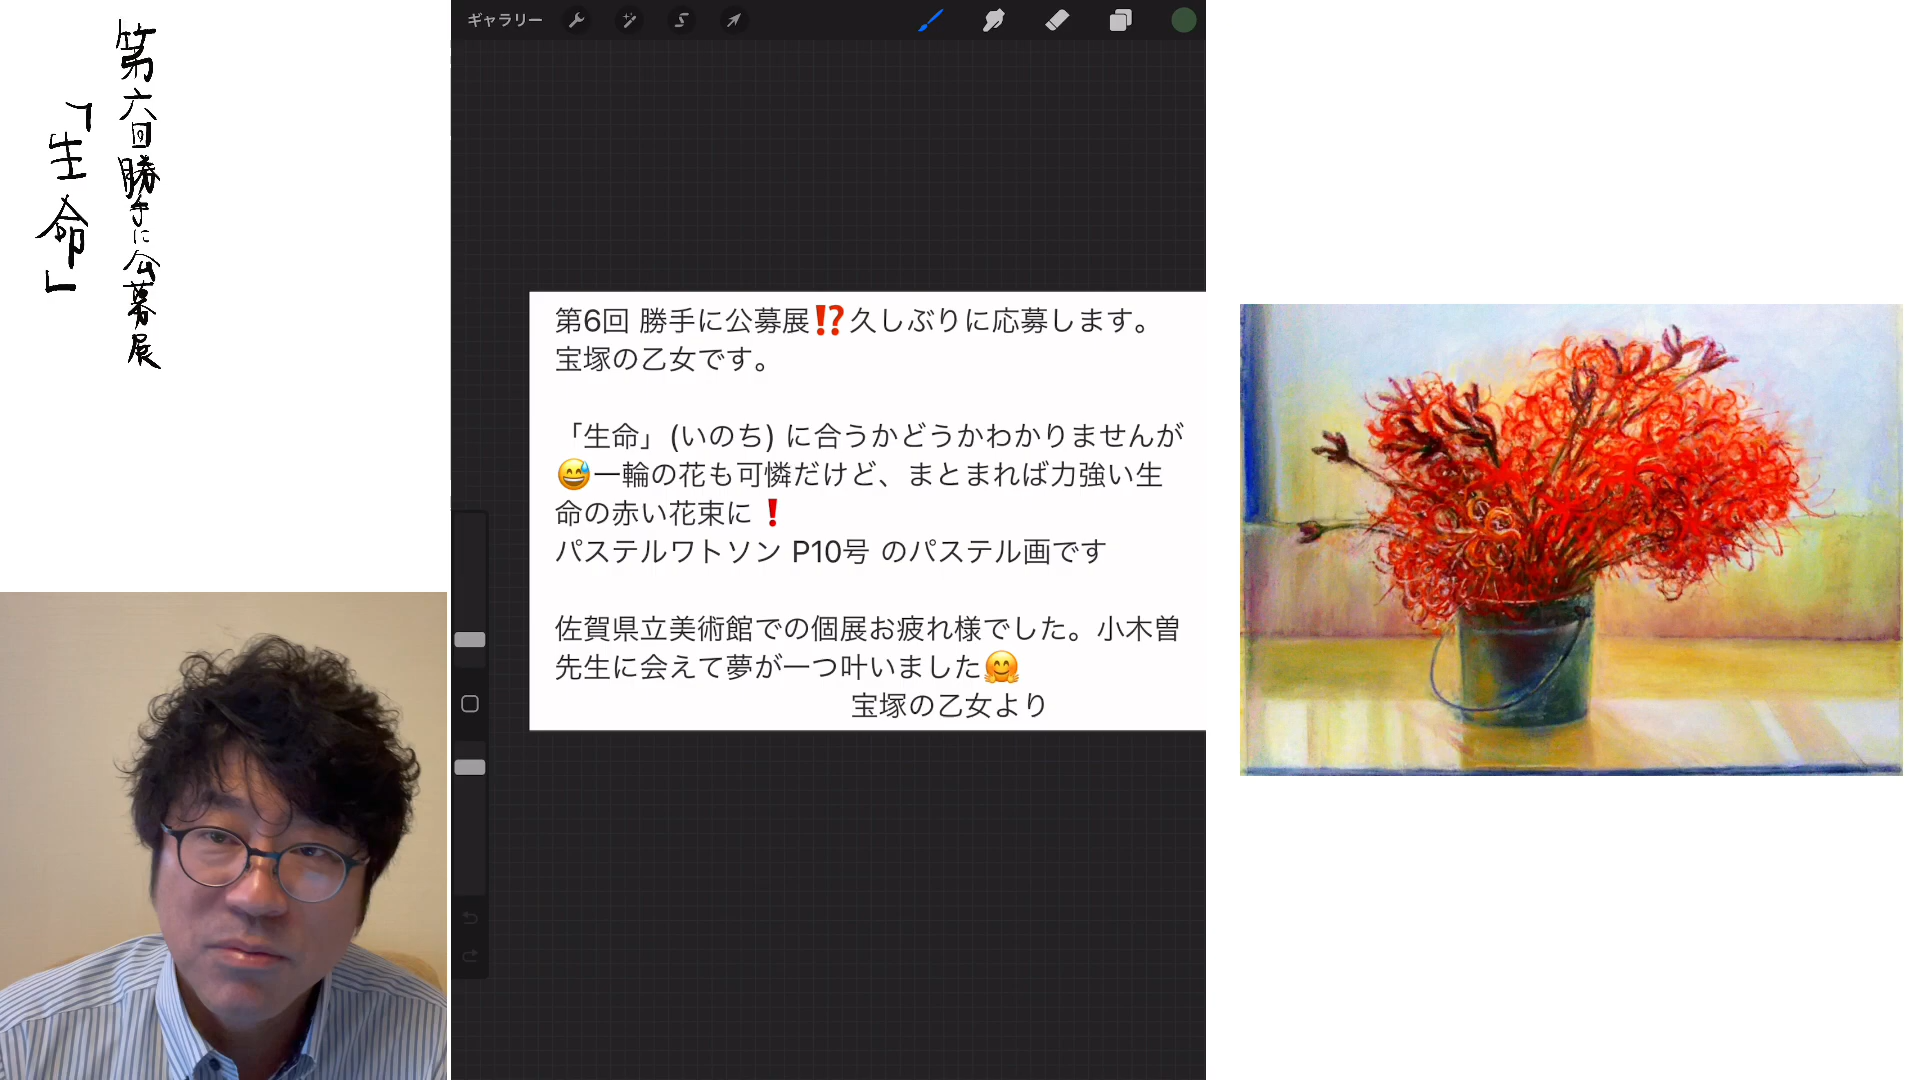 第六回勝手に公募展
「生命」
ギャラリー
第6回 勝手に公募展⁉️久しぶりに応募します。
宝塚の乙女です。
「生命」(いのち) に合うかどうかわかりませんが
😅一輪の花も可憐だけど、まとまれば力強い生
命の赤い花束に❗
パステルワトソン P10号 のパステル画です
佐賀県立美術館での個展お疲れ様でした。小木曽
先生に会えて夢が一つ叶いました🤗
宝塚の乙女より